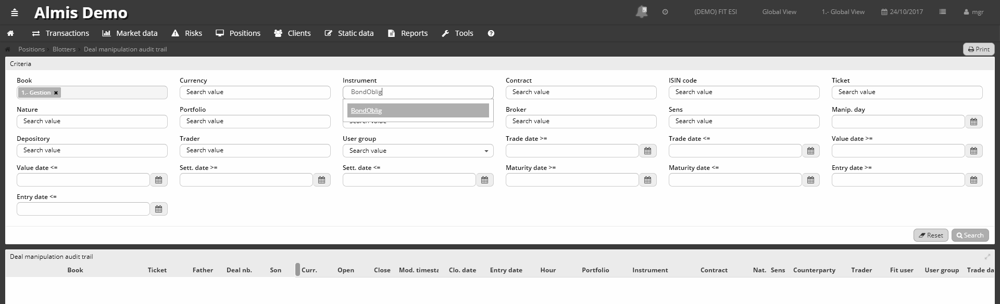 Almis Demo
9
(DEMO) FIT ESI
Global View
1.- Global View
24/10/2017
mgr
Transactions
Market data
Risks
Positions
Clients
Static data
Reports
Tools
Positions
Blotters
Deal manipulation audit trail
Print
Criteria
Book
Currency
Instrument
Contract
ISIN code
Ticket
1.- Gestion
Search value
BondOblig
Search value
Search value
Search value
BondOblig
Nature
Portfolio
Broker
Sens
Manip. day
Search value
Search value
Search value
Search value
Search value
Depository
Trader
User group
Trade date >=
Trade date <=
Value date >=
Search value
Search value
Search value
Value date <=
Sett. date >=
Sett. date <=
Maturity date >=
Maturity date <=
Entry date >=
Entry date <=
Reset
Search
Deal manipulation audit trail
Book
Ticket
Father
Deal nb.
Son
Curr.
Open
Close
Mod. timesta
Clo. date
Entry date
Hour
Portfolio
Instrument
Contract
Nat.
Sens
Counterparty
Trader
Fit user
User group
Trade da